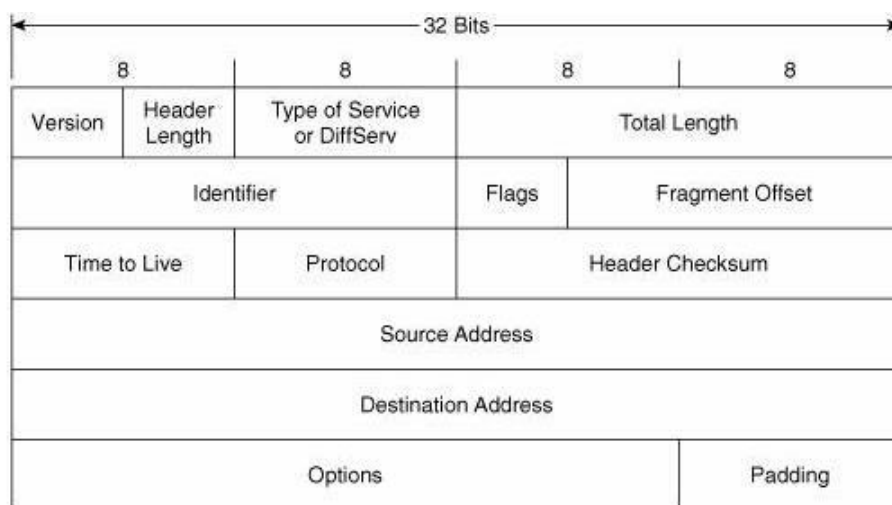 32 Bits
8 8 8 8
Version Header Length Type of Service or DiffServ Total Length
Identifier Flags Fragment Offset
Time to Live Protocol Header Checksum
Source Address
Destination Address
Options Padding